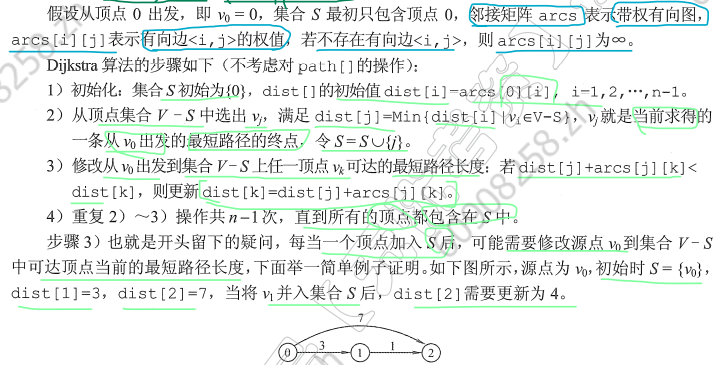 假设从顶点 0 出发，即 v₀ = 0，集合 S 最初只包含顶点 0，邻接矩阵 arcs 表示带权有向图，
arcs[i][j]表示有向边<i,j>的权值，若不存在有向边<i,j>，则 arcs[i][j]为∞。
Dijkstra 算法的步骤如下（不考虑对 path[]的操作）：
1）初始化：集合 S 初始为{0}，dist[]的初始值 dist[i]=arcs[0][i]，i=1,2,…,n-1。
2）从顶点集合 V − S 中选出 vⱼ，满足 dist[j]=Min{dist[i]|vᵢ∈V-S}，vⱼ 就是当前求得的
一条从 v₀ 出发的最短路径的终点，令 S = S∪{j}。
3）修改从 v₀ 出发到集合 V − S 上任一顶点 vₖ 可达的最短路径长度：若 dist[j]+arcs[j][k]<
dist[k]，则更新 dist[k]=dist[j]+arcs[j][k]。
4）重复 2）～3）操作共 n −1 次，直到所有的顶点都包含在 S 中。
步骤 3）也就是开头留下的疑问，每当一个顶点加入 S 后，可能需要修改源点 v₀ 到集合 V − S
中可达顶点当前的最短路径长度，下面举一简单例子证明。如下图所示，源点为 v₀，初始时 S = {v₀}，
dist[1]=3，dist[2]=7，当将 v₁ 并入集合 S 后，dist[2]需要更新为 4。
7
0 3 1 1 2